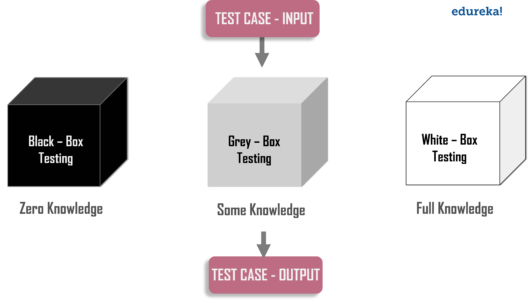 TEST CASE - INPUT
edureka!
Black - Box
Testing
Grey - Box
Testing
White - Box
Testing
Zero Knowledge
Some Knowledge
Full Knowledge
TEST CASE - OUTPUT